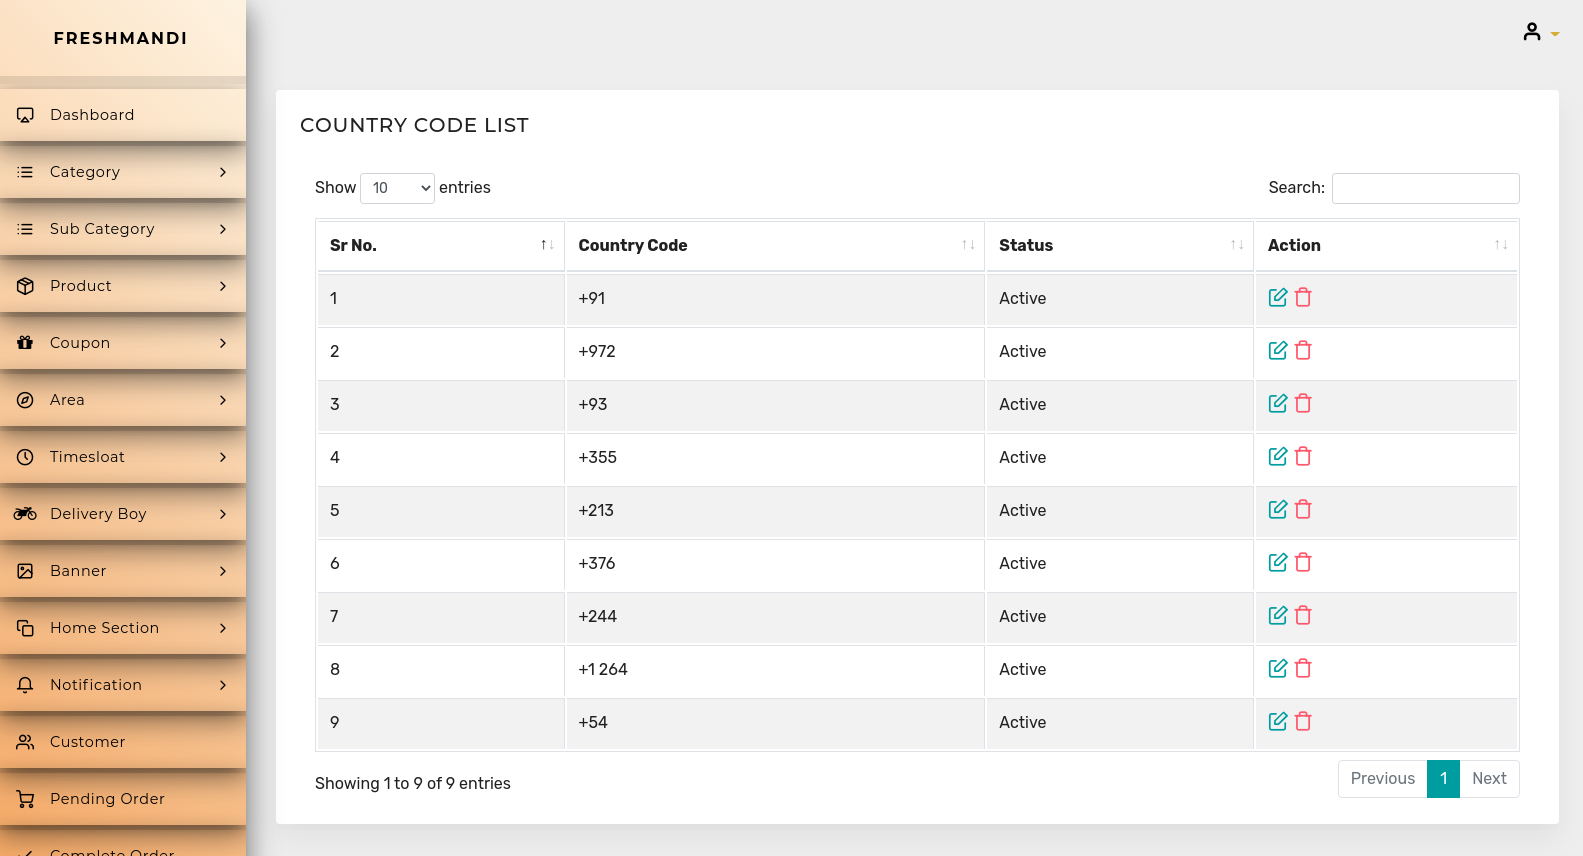 FRESHMANDI
Dashboard
Category
Sub Category
Product
Coupon
Area
Timesloat
Delivery Boy
Banner
Home Section
Notification
Customer
Pending Order
Complete Order
COUNTRY CODE LIST
Show 10 entries
Search:
Sr No. Country Code Status Action
1 +91 Active
2 +972 Active
3 +93 Active
4 +355 Active
5 +213 Active
6 +376 Active
7 +244 Active
8 +1 264 Active
9 +54 Active
Showing 1 to 9 of 9 entries
Previous 1 Next